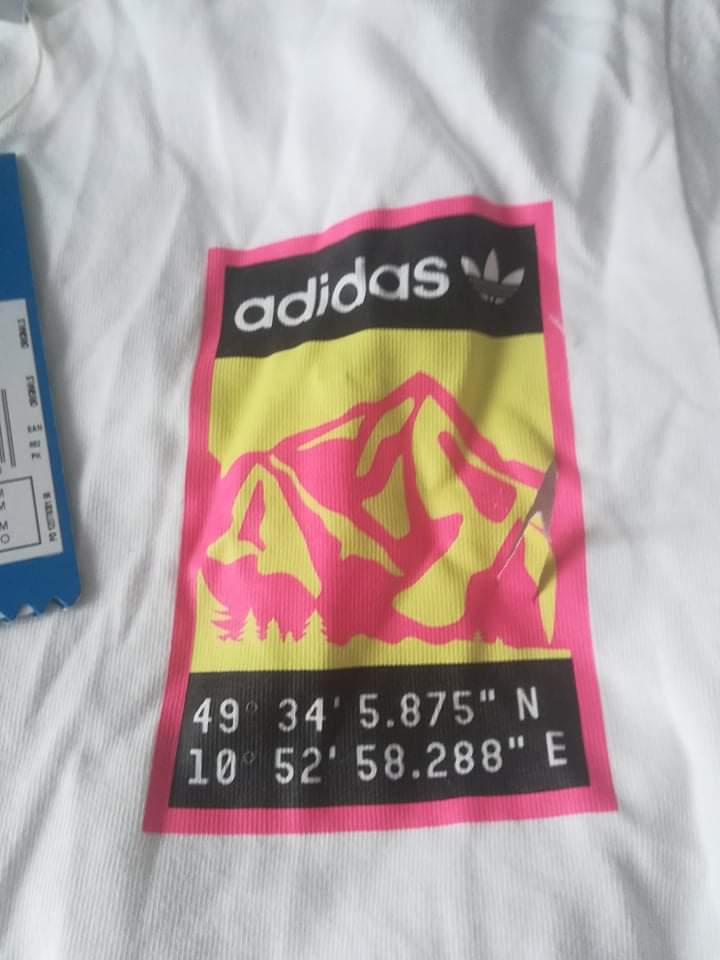 adidas
49° 34' 5.875" N
10° 52' 58.288" E